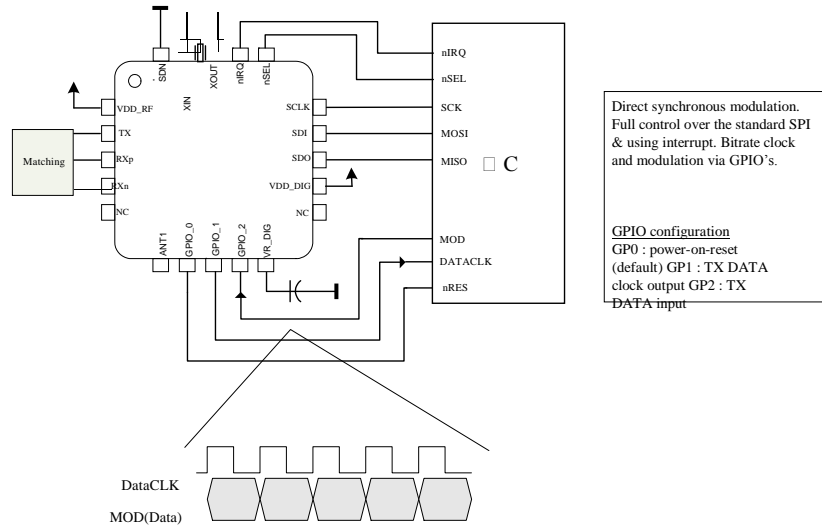 SDN
XIN
XOUT
nIRQ
nSEL
VDD_RF
TX
RXp
RXn
NC
Matching
SCLK
SDI
SDO
VDD_DIG
NC
ANT1
GPIO_0
GPIO_1
GPIO_2
VR_DIG
nIRQ
nSEL
SCK
MOSI
MISO
□ C
MOD
DATACLK
nRES
Direct synchronous modulation.
Full control over the standard SPI
& using interrupt. Bitrate clock
and modulation via GPIO's.
GPIO configuration
GP0 : power-on-reset
(default) GP1 : TX DATA
clock output GP2 : TX
DATA input
DataCLK
MOD(Data)